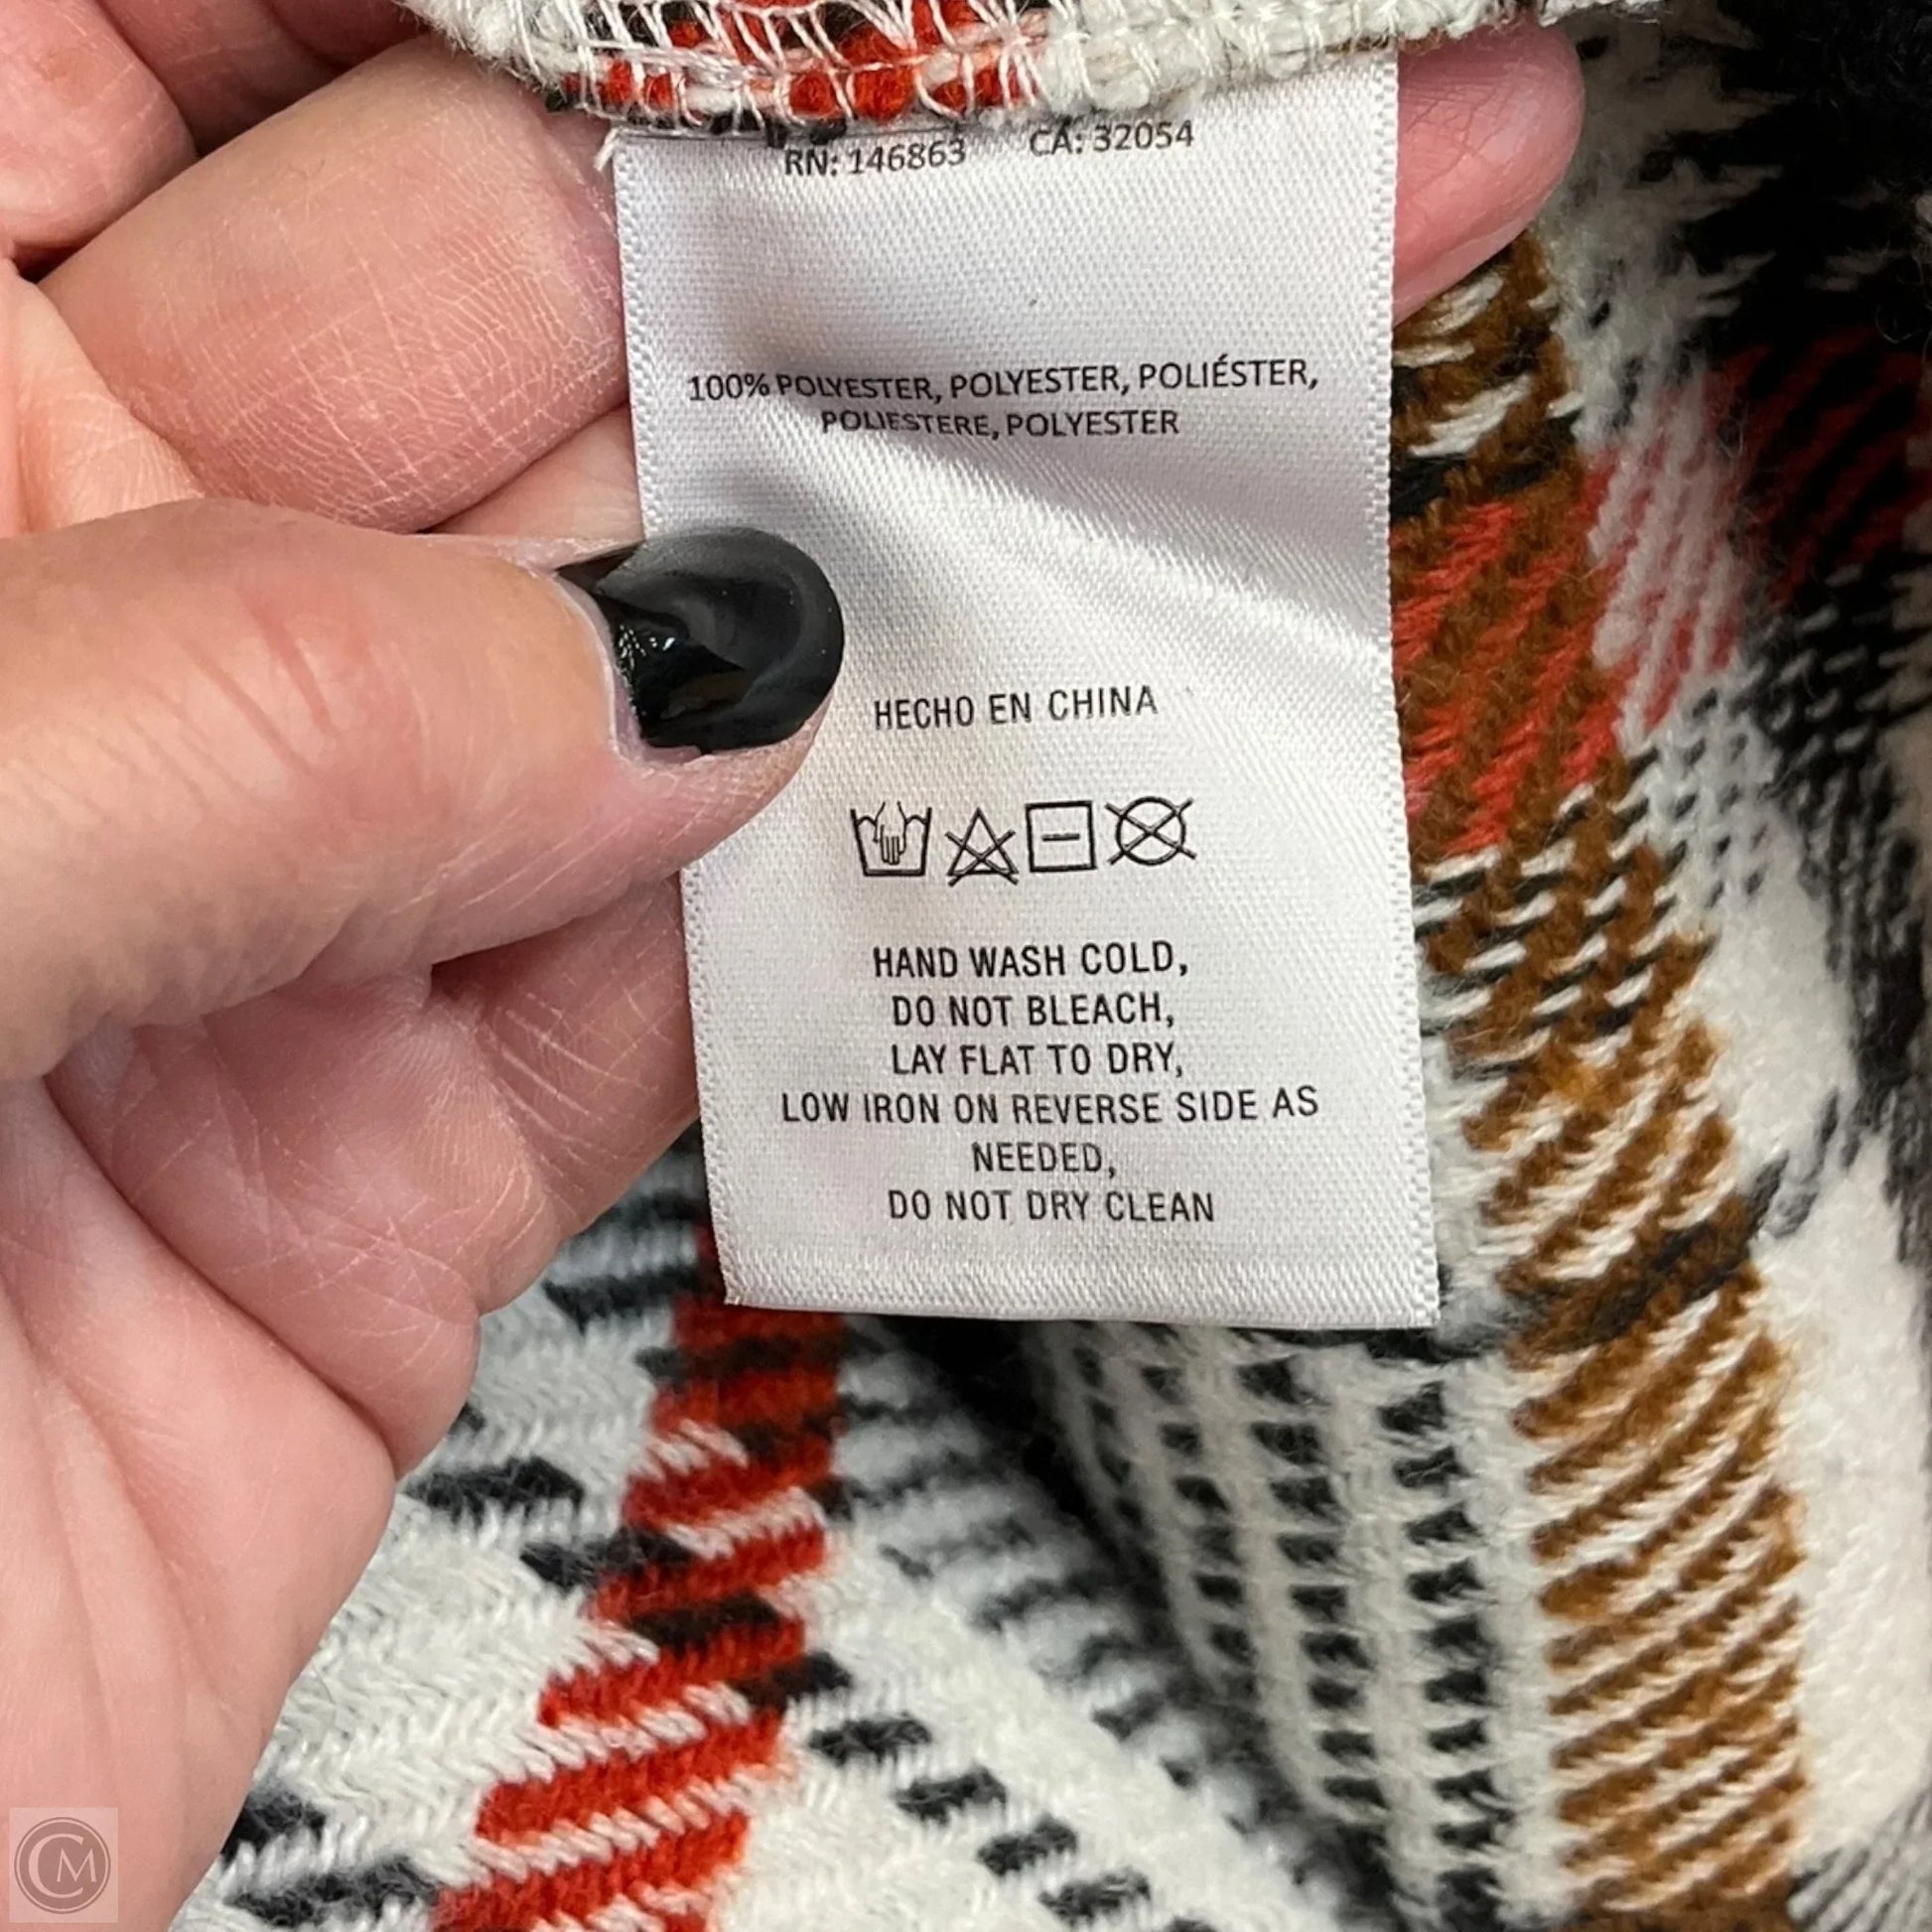 RN: 146863 CA: 32054
100% POLYESTER, POLYESTER, POLIÉSTER,
POLIESTERE, POLYESTER
HECHO EN CHINA
HAND WASH COLD,
DO NOT BLEACH,
LAY FLAT TO DRY,
LOW IRON ON REVERSE SIDE AS
NEEDED,
DO NOT DRY CLEAN
CM